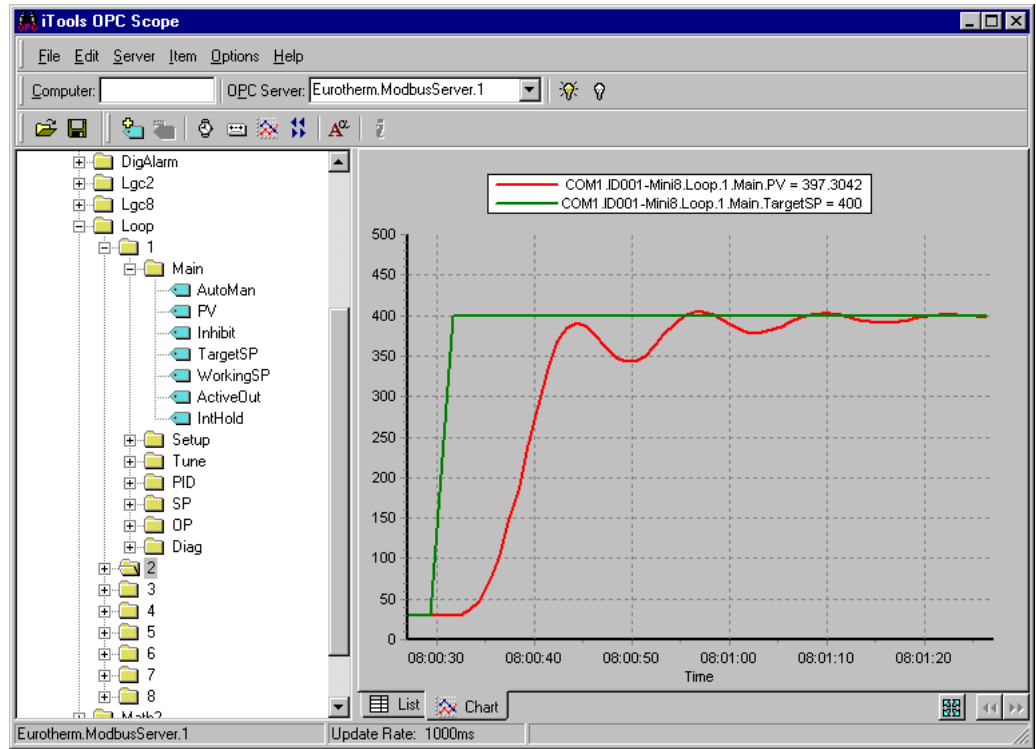 iTools OPC Scope
File Edit Server Item Options Help
Computer: OPC Server: Eurotherm.ModbusServer.1
DigAlarm
Lgc2
Lgc8
Loop
1
Main
AutoMan
PV
Inhibit
TargetSP
WorkingSP
ActiveOut
IntHold
Setup
Tune
PID
SP
OP
Diag
2
3
4
5
6
7
8
Math2
COM1.ID001-Mini8.Loop.1.Main.PV = 397.3042
COM1.ID001-Mini8.Loop.1.Main.TargetSP = 400
500
450
400
350
300
250
200
150
100
50
0
08:00:30 08:00:40 08:00:50 08:01:00 08:01:10 08:01:20
Time
List Chart
Eurotherm.ModbusServer.1 Update Rate: 1000ms